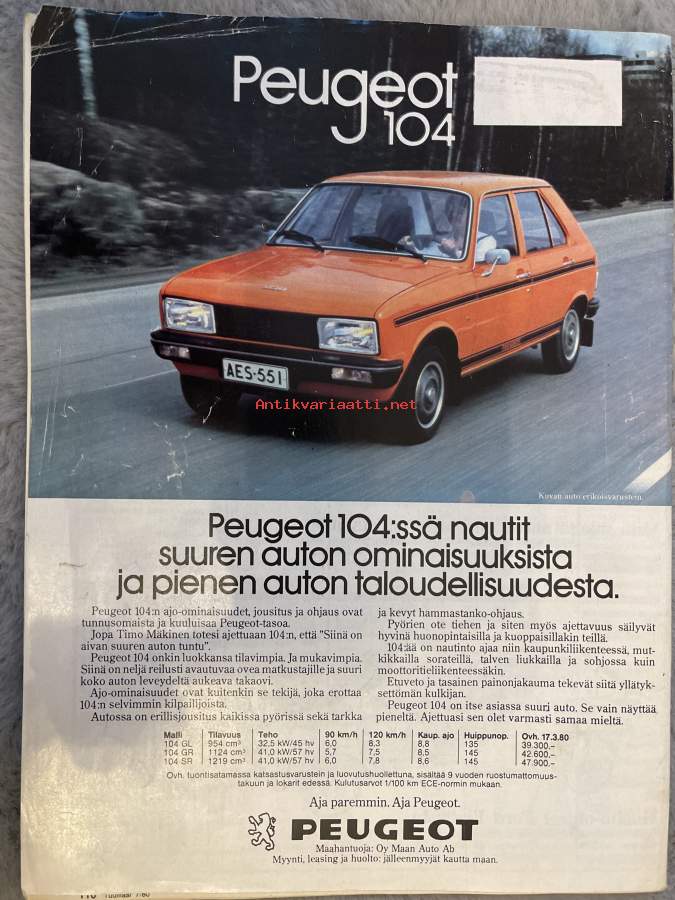 Peugeot
104
AES-551
Antikvariaatti.net
Kuvan auto erikoisvarustein.
Peugeot 104:ssä nautit
suuren auton ominaisuuksista
ja pienen auton taloudellisuudesta.
Peugeot 104:n ajo-ominaisuudet, jousitus ja ohjaus ovat
tunnusomaista ja kuuluisaa Peugeot-tasoa.
Jopa Timo Mäkinen totesi ajettuaan 104:n, että "Siinä on
aivan suuren auton tuntu".
Peugeot 104 onkin luokkansa tilavimpia. Ja mukavimpia.
Siinä on neljä reilusti avautuvaa ovea matkustajille ja suuri
koko auton leveydeltä aukeava takaovi.
Ajo-ominaisuudet ovat kuitenkin se tekijä, joka erottaa
104:n selvimmin kilpailijoista.
Autossa on erillisjousitus kaikissa pyörissä sekä tarkka
ja kevyt hammastanko-ohjaus.
Pyörien ote tiehen ja siten myös ajettavuus säilyvät
hyvinä huonopintaisilla ja kuoppaisillakin teillä.
104:ää on nautinto ajaa niin kaupunkiliikenteessä, mut-
kikkailla sorateillä, talven liukkailla ja sohjossa kuin
moottoritieliikenteessäkin.
Etuveto ja tasainen painonjakauma tekevät siitä yllätyk-
settömän kulkijan.
Peugeot 104 on itse asiassa suuri auto. Se vain näyttää
pieneltä. Ajettuasi sen olet varmasti samaa mieltä.
Malli Tilavuus Teho 90 km/h 120 km/h Kaup. ajo Huippunop. Ovh. 17.3.80
104 GL 954 cm³ 32,5 kW/45 hv 6,0 8,3 8,8 135 39.300,-
104 GR 1124 cm³ 41,0 kW/57 hv 5,7 7,5 8,5 145 42.600,-
104 SR 1219 cm³ 41,0 kW/57 hv 6,0 7,8 8,6 145 47.900,-
Ovh. tuontisatamassa katsastusvarustein ja luovutushuollettuna, sisältää 9 vuoden ruostumattomuus-
takuun ja lokarit edessä. Kulutusarvot 1/100 km ECE-normin mukaan.
Aja paremmin. Aja Peugeot.
PEUGEOT
Maahantuoja: Oy Maan Auto Ab
Myynti, leasing ja huolto: jälleenmyyjät kautta maan.